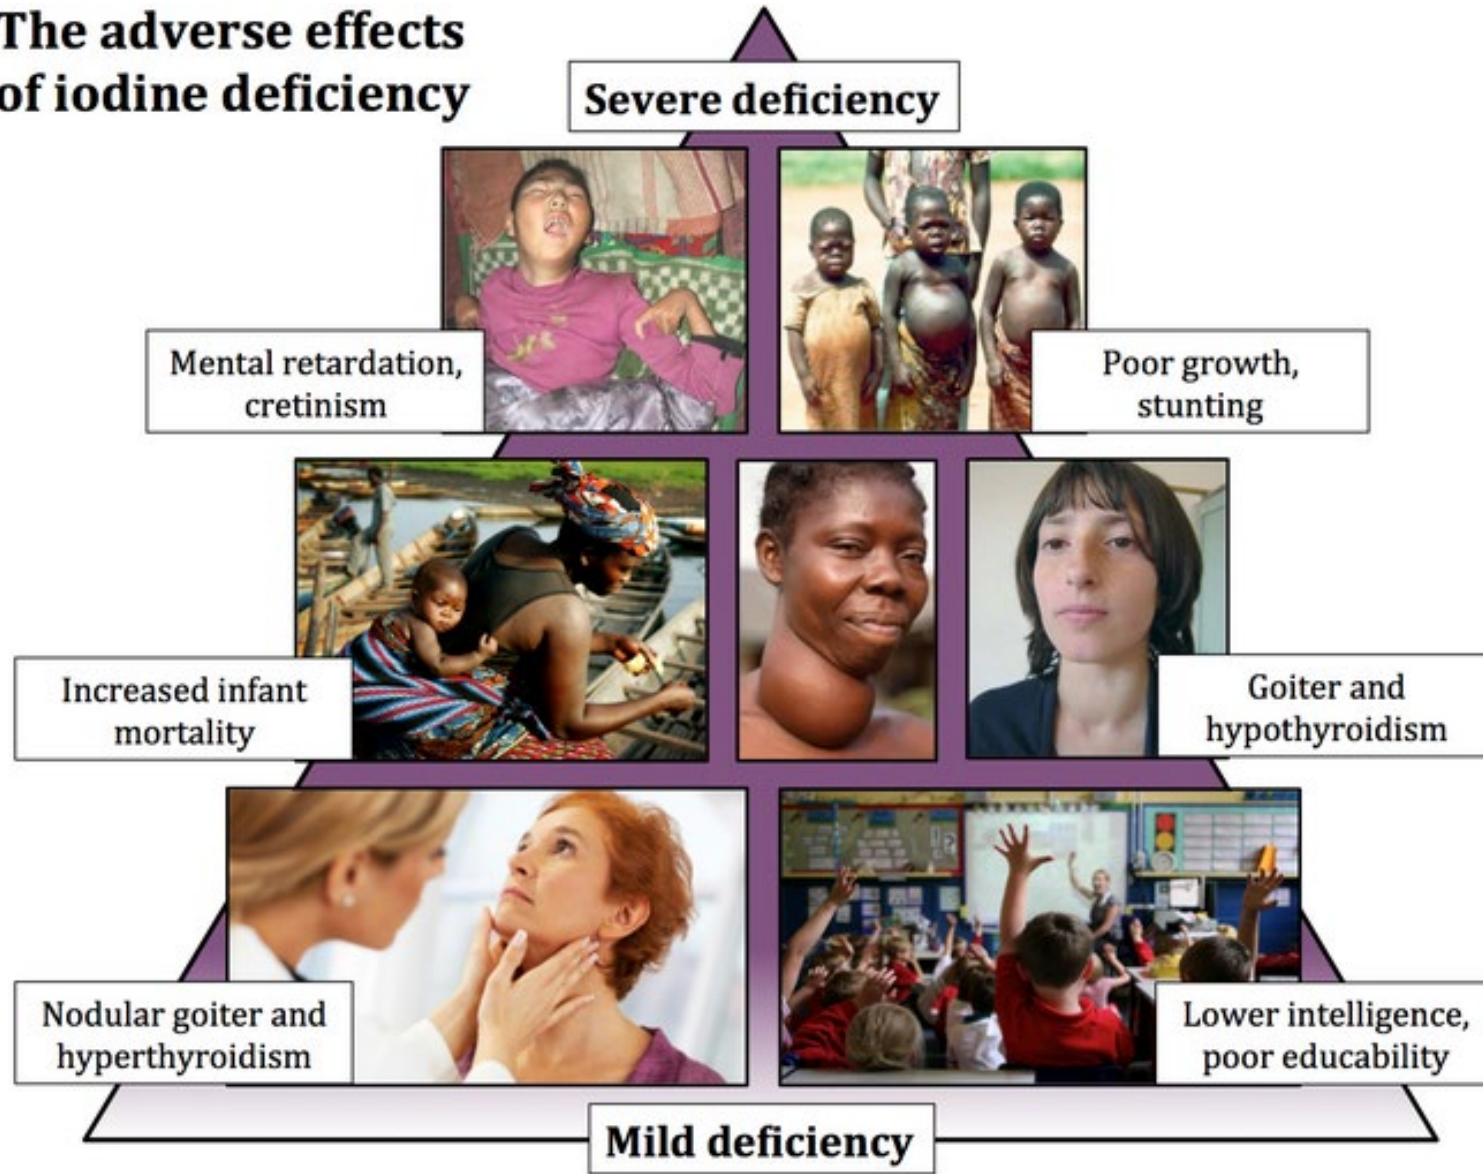 The adverse effects
of iodine deficiency
Severe deficiency
Mental retardation,
cretinism
Poor growth,
stunting
Increased infant
mortality
Goiter and
hypothyroidism
Nodular goiter and
hyperthyroidism
Lower intelligence,
poor educability
Mild deficiency